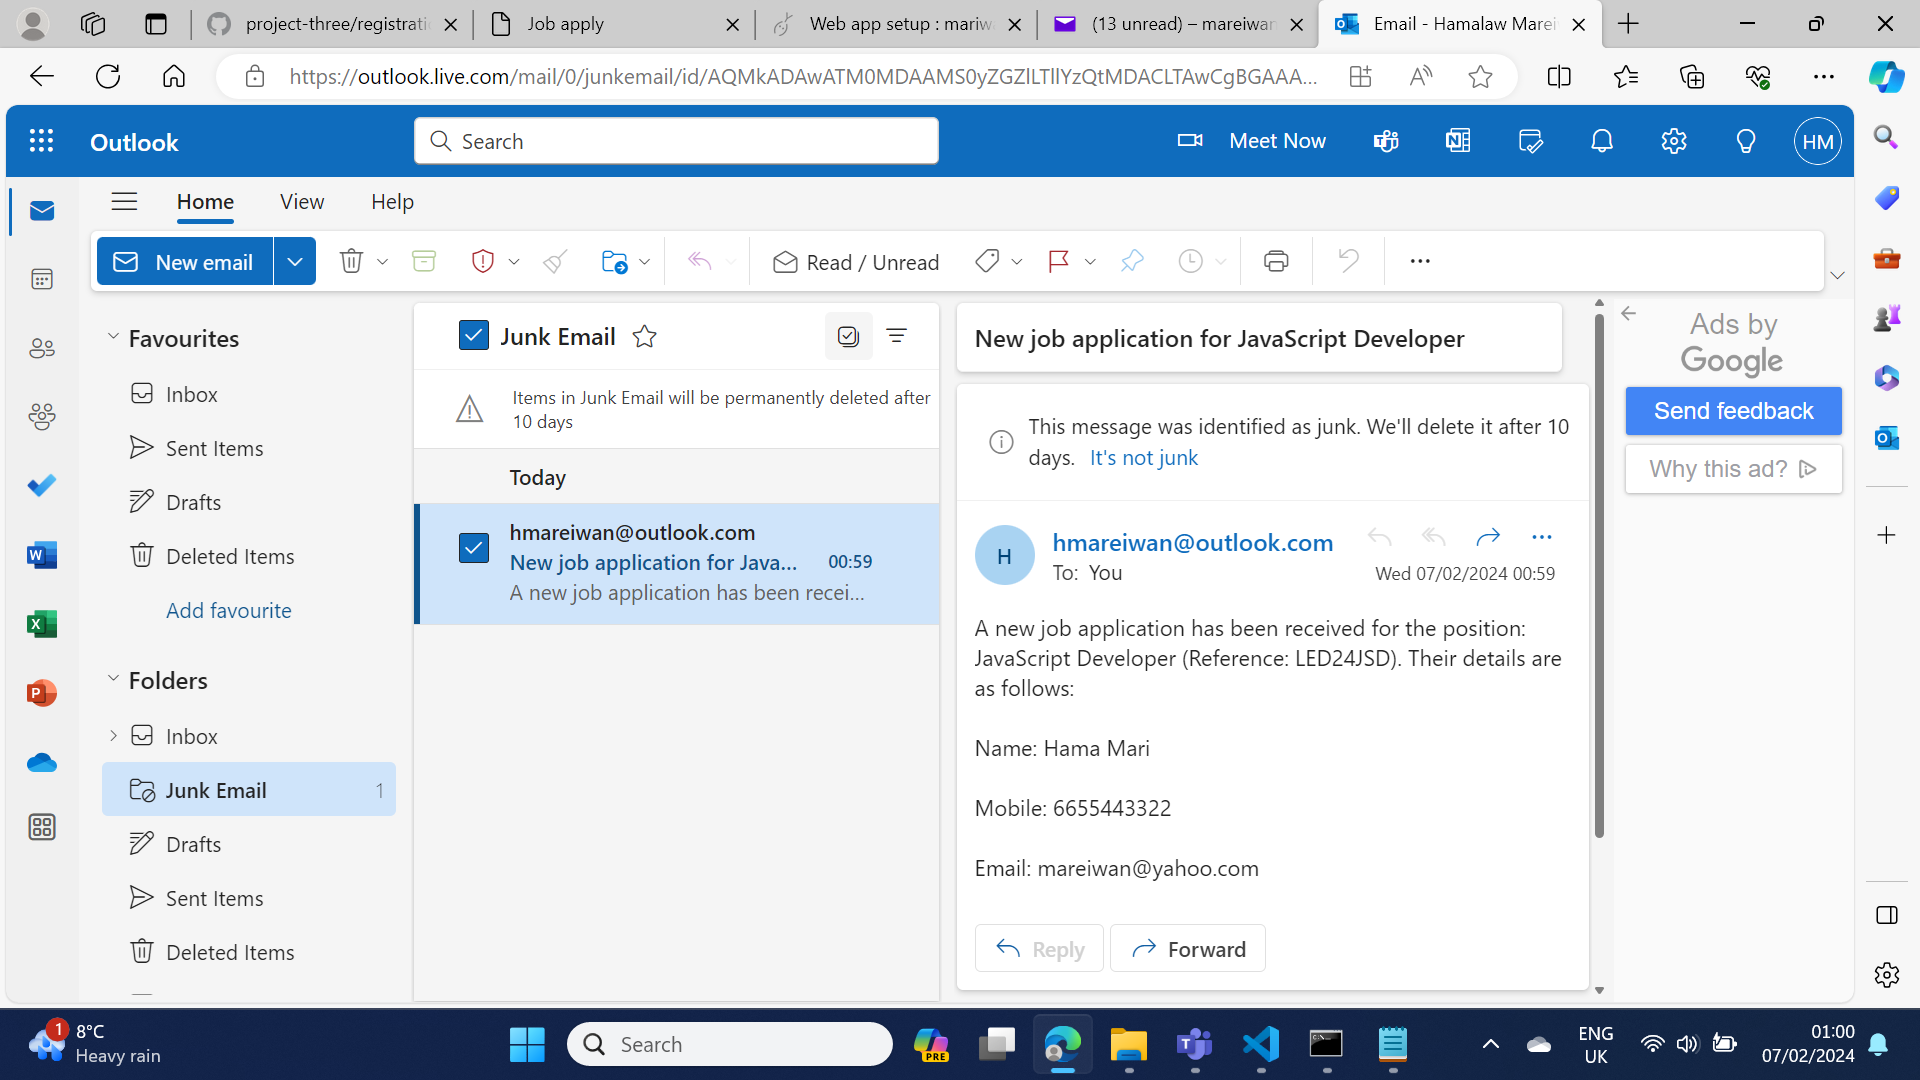 project-three/registrati
Job apply
Web app setup : mariw
(13 unread) – mareiwan
Email - Hamalaw Marei
https://outlook.live.com/mail/0/junkemail/id/AQMkADAwATM0MDAAMS0yZGZlLTllYzQtMDACLTAwCgBGAAA...
Outlook
Search
Meet Now
HM
Home
View
Help
New email
Read / Unread
Favourites
Inbox
Sent Items
Drafts
Deleted Items
Add favourite
Folders
Inbox
Junk Email 1
Drafts
Sent Items
Deleted Items
Junk Email
Items in Junk Email will be permanently deleted after
10 days
Today
hmareiwan@outlook.com
New job application for Java... 00:59
A new job application has been recei...
New job application for JavaScript Developer
This message was identified as junk. We'll delete it after 10
days. It's not junk
H
hmareiwan@outlook.com
To: You
Wed 07/02/2024 00:59
A new job application has been received for the position:
JavaScript Developer (Reference: LED24JSD). Their details are
as follows:
Name: Hama Mari
Mobile: 6655443322
Email: mareiwan@yahoo.com
Reply
Forward
Ads by
Google
Send feedback
Why this ad?
1
8°C
Heavy rain
Search
PRE
ENG
UK
01:00
07/02/2024